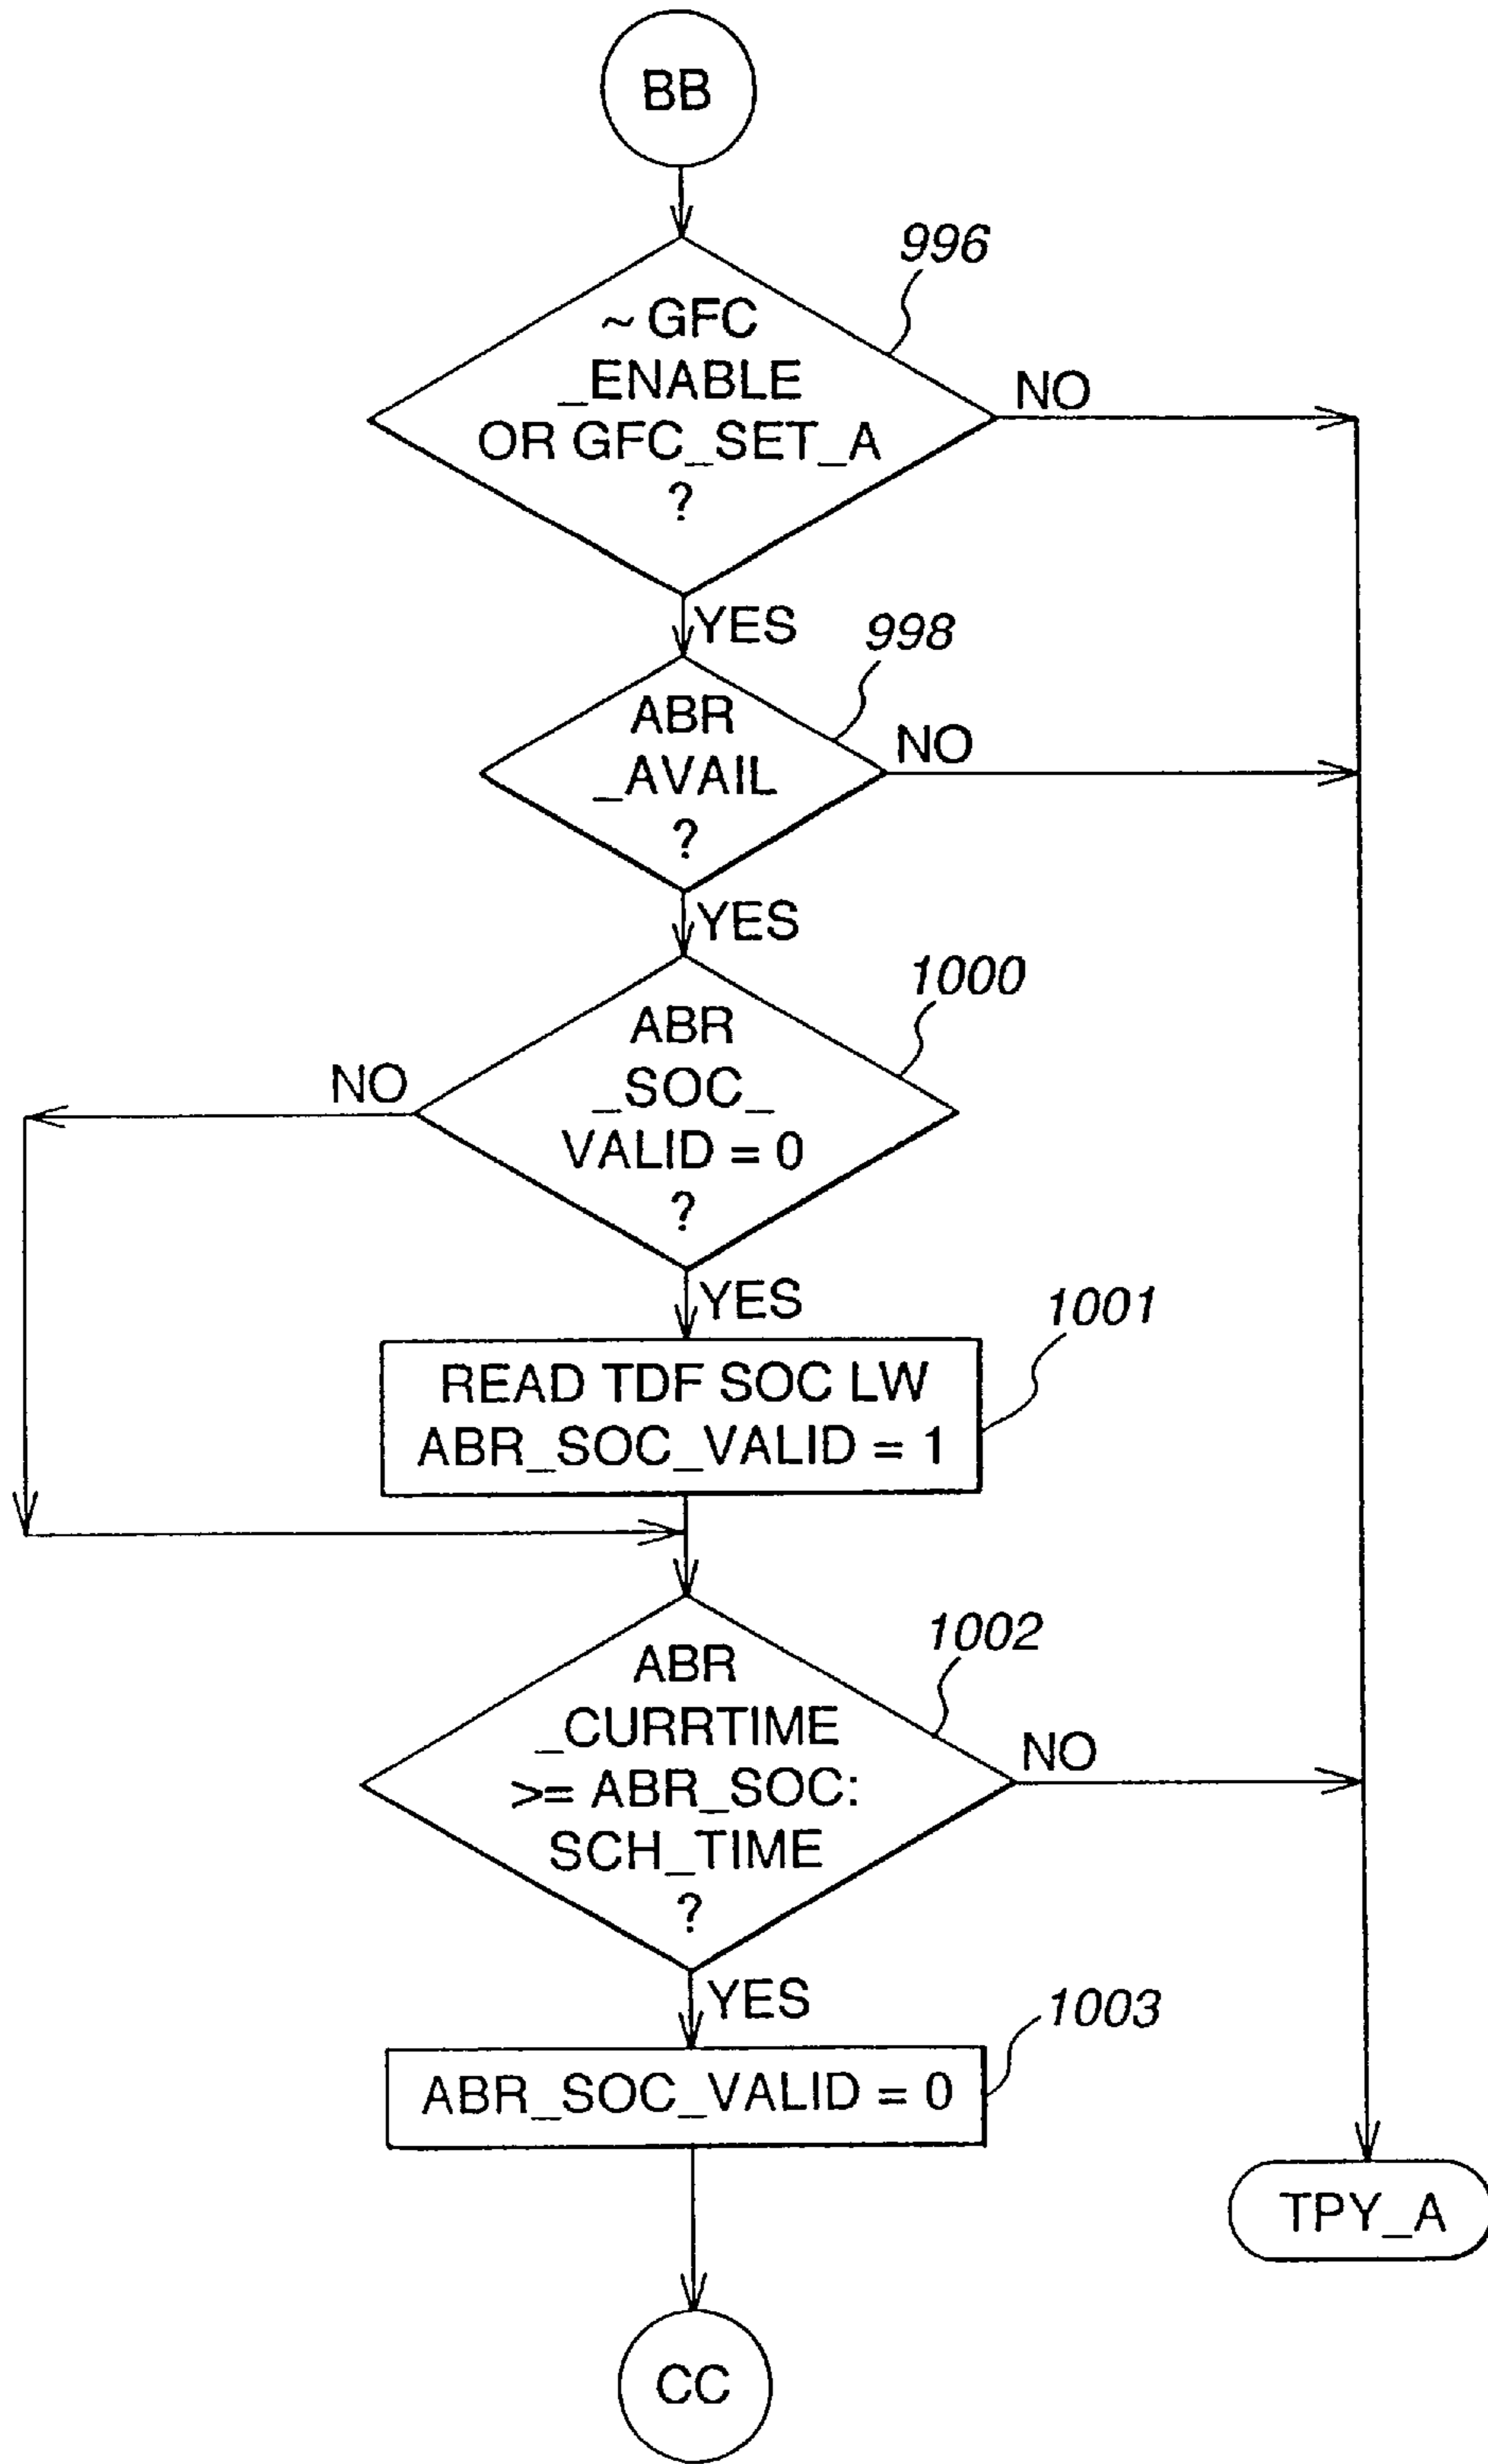 BB
996
~ GFC
_ENABLE
OR GFC_SET_A
?
NO
YES
998
ABR
_AVAIL
?
NO
YES
1000
ABR
_SOC_
VALID = 0
?
NO
YES
1001
READ TDF SOC LW
ABR_SOC_VALID = 1
1002
ABR
_CURRTIME
>= ABR_SOC:
SCH_TIME
?
NO
YES
1003
ABR_SOC_VALID = 0
TPY_A
CC